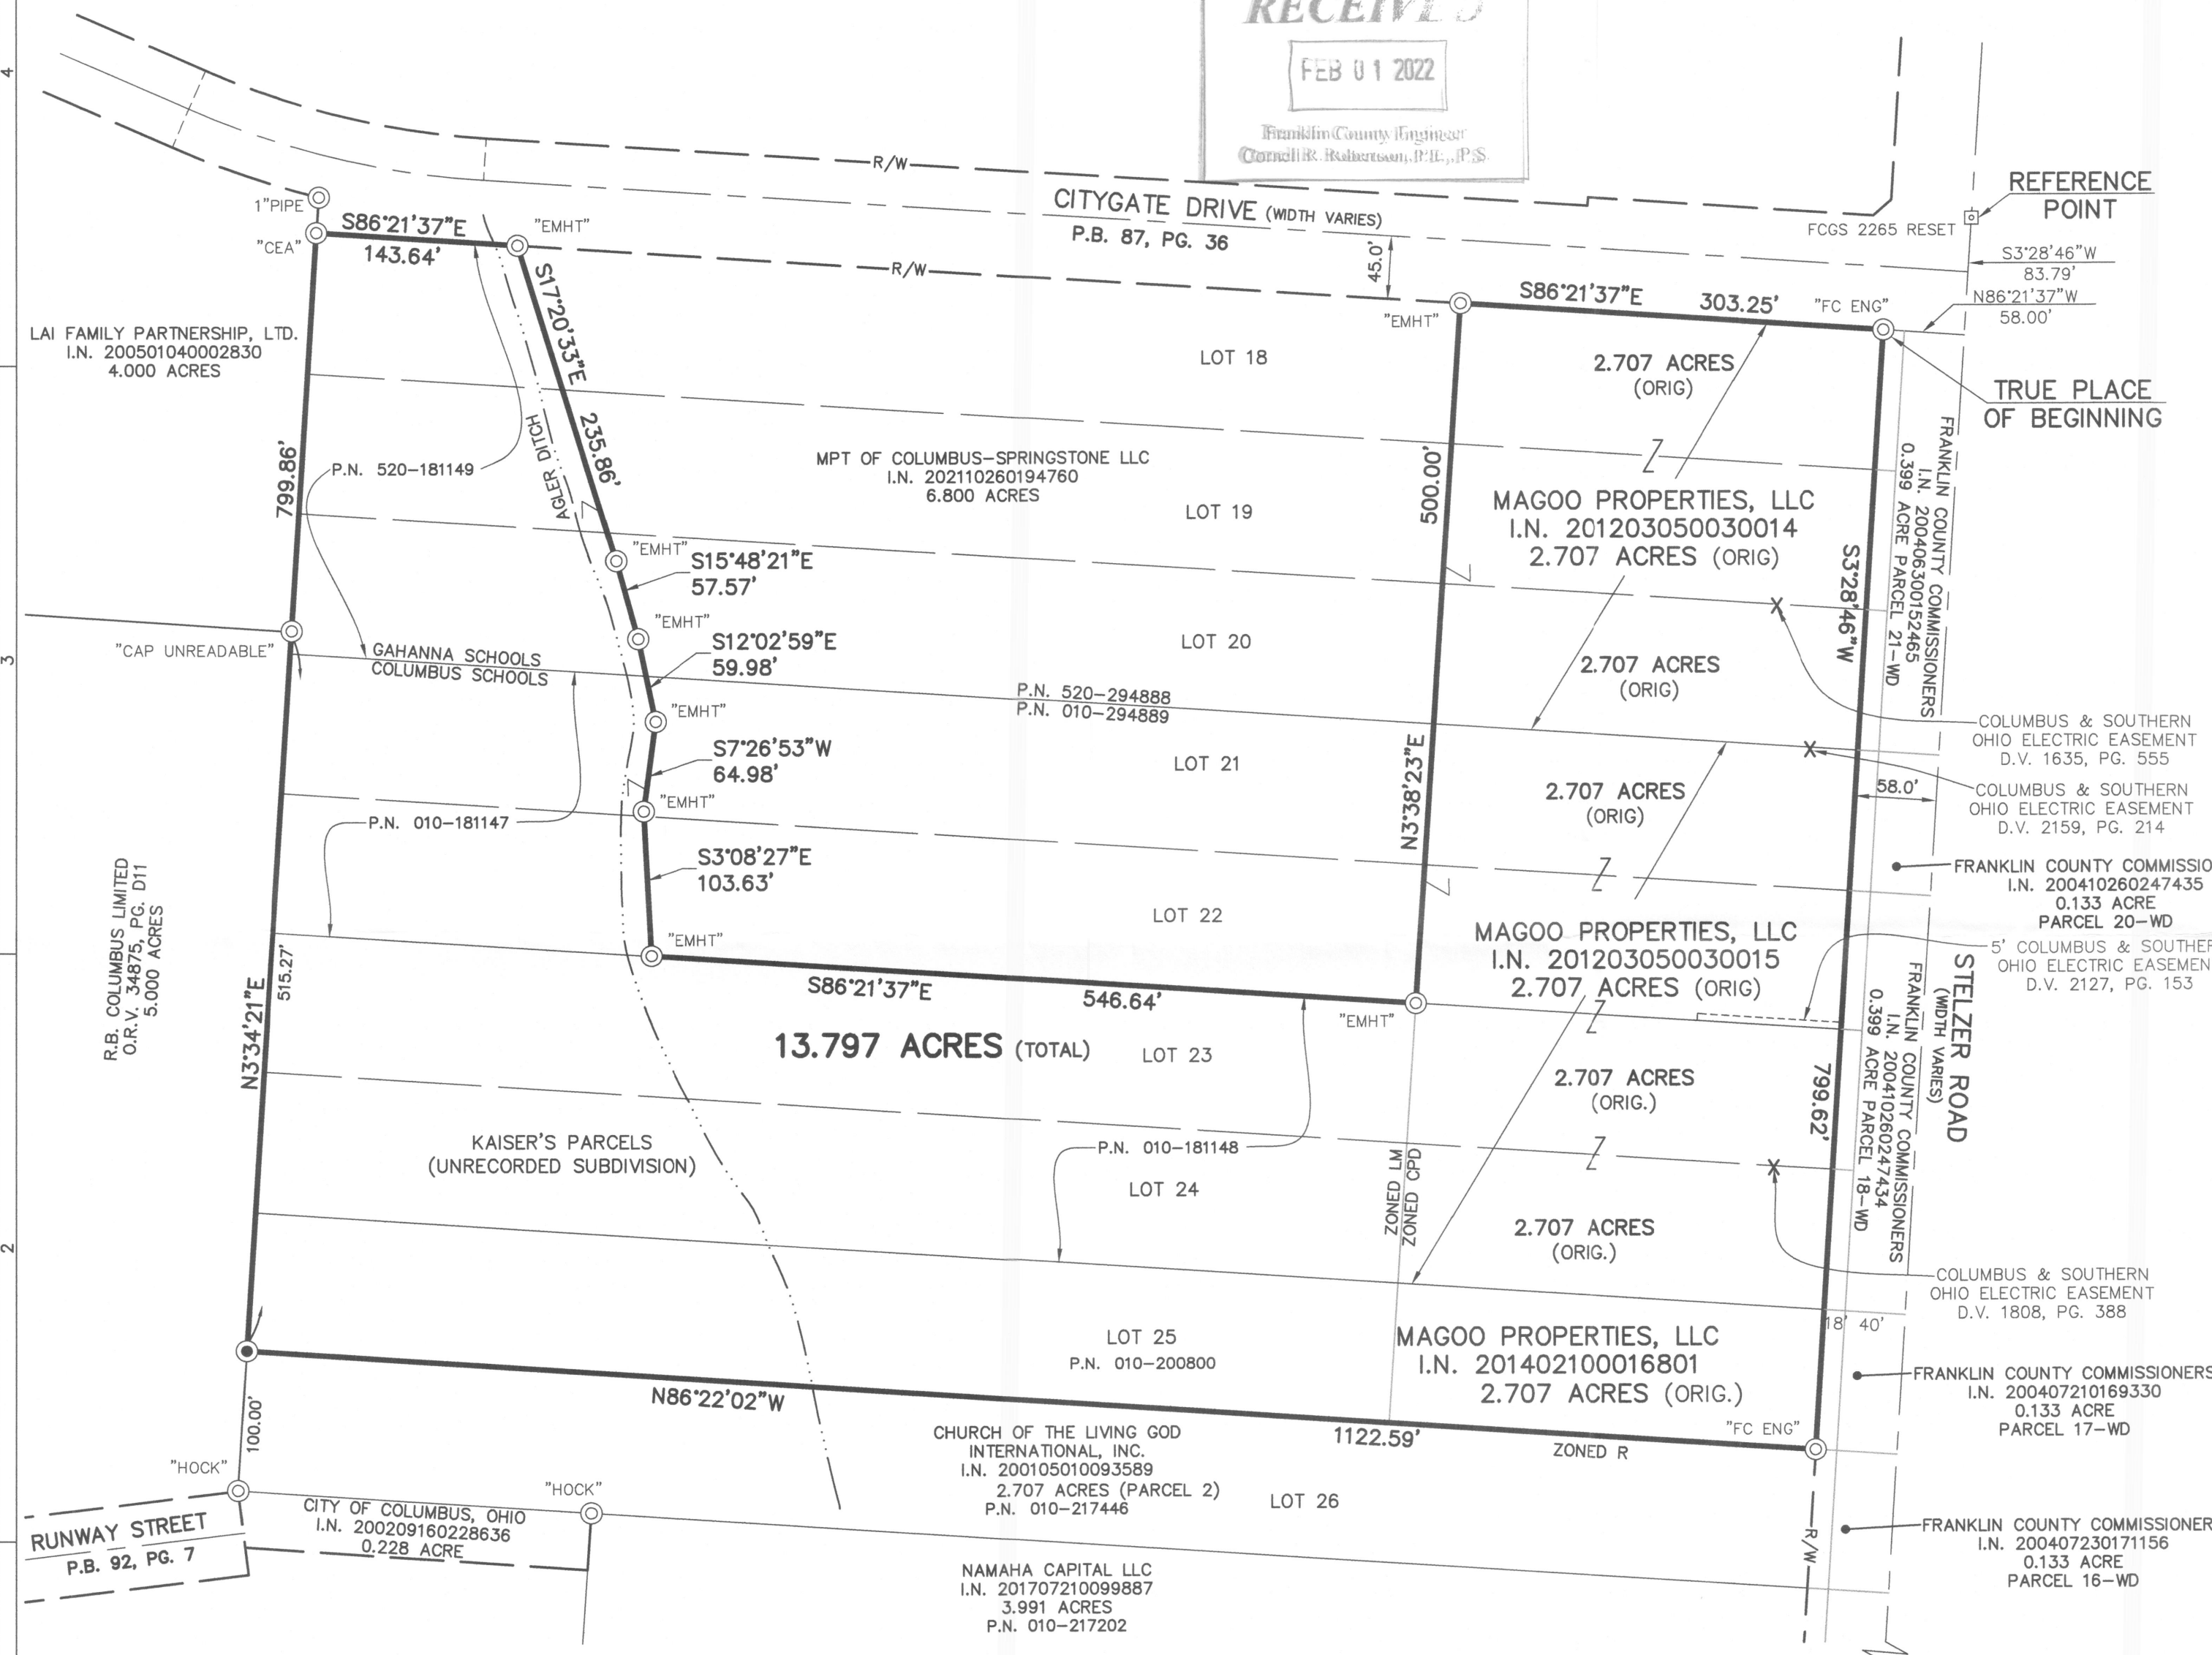 4
3
2
RECEIVED
FEB 01 2022
Franklin County Engineer
Cornell R. Robertson, P.E., P.S.
R/W
CITYGATE DRIVE (WIDTH VARIES)
P.B. 87, PG. 36
R/W
45.0'
REFERENCE
POINT
FCGS 2265 RESET
S3°28'46"W
83.79'
N86°21'37"W
58.00'
1"PIPE
"CEA"
S86°21'37"E
143.64'
"EMHT"
"EMHT"
S86°21'37"E
303.25'
"FC ENG"
TRUE PLACE
OF BEGINNING
LAI FAMILY PARTNERSHIP, LTD.
I.N. 200501040002830
4.000 ACRES
S17°20'33"E
235.86'
AGLER DITCH
LOT 18
2.707 ACRES
(ORIG)
799.86'
P.N. 520-181149
MPT OF COLUMBUS-SPRINGSTONE LLC
I.N. 202110260194760
6.800 ACRES
LOT 19
500.00'
MAGOO PROPERTIES, LLC
I.N. 201203050030014
2.707 ACRES (ORIG)
S3°28'46"W
FRANKLIN COUNTY COMMISSIONERS
I.N. 200406300152465
0.399 ACRE PARCEL 21-WD
"EMHT"
S15°48'21"E
57.57'
"EMHT"
S12°02'59"E
59.98'
"CAP UNREADABLE"
GAHANNA SCHOOLS
COLUMBUS SCHOOLS
LOT 20
2.707 ACRES
(ORIG)
P.N. 520-294888
P.N. 010-294889
"EMHT"
S7°26'53"W
64.98'
COLUMBUS & SOUTHERN
OHIO ELECTRIC EASEMENT
D.V. 1635, PG. 555
LOT 21
N3°38'23"E
2.707 ACRES
(ORIG)
58.0'
COLUMBUS & SOUTHERN
OHIO ELECTRIC EASEMENT
D.V. 2159, PG. 214
P.N. 010-181147
"EMHT"
S3°08'27"E
103.63'
FRANKLIN COUNTY COMMISSIO
I.N. 200410260247435
0.133 ACRE
PARCEL 20-WD
R.B. COLUMBUS LIMITED
O.R.V. 34875, PG. D11
5.000 ACRES
LOT 22
"EMHT"
MAGOO PROPERTIES, LLC
I.N. 201203050030015
2.707 ACRES (ORIG)
5' COLUMBUS & SOUTHER
OHIO ELECTRIC EASEMEN
D.V. 2127, PG. 153
N3°34'21"E
515.27'
S86°21'37"E
546.64'
"EMHT"
13.797 ACRES (TOTAL)
LOT 23
STELZER ROAD
(WIDTH VARIES)
FRANKLIN COUNTY COMMISSIONERS
I.N. 200410260247434
0.399 ACRE PARCEL 18-WD
799.62'
2.707 ACRES
(ORIG.)
KAISER'S PARCELS
(UNRECORDED SUBDIVISION)
P.N. 010-181148
LOT 24
ZONED LM
ZONED CPD
2.707 ACRES
(ORIG.)
COLUMBUS & SOUTHERN
OHIO ELECTRIC EASEMENT
D.V. 1808, PG. 388
18' 40'
LOT 25
P.N. 010-200800
MAGOO PROPERTIES, LLC
I.N. 201402100016801
2.707 ACRES (ORIG.)
FRANKLIN COUNTY COMMISSIONERS
I.N. 200407210169330
0.133 ACRE
PARCEL 17-WD
N86°22'02"W
1122.59'
ZONED R
"FC ENG"
100.00'
"HOCK"
"HOCK"
CHURCH OF THE LIVING GOD
INTERNATIONAL, INC.
I.N. 200105010093589
2.707 ACRES (PARCEL 2)
P.N. 010-217446
LOT 26
RUNWAY STREET
P.B. 92, PG. 7
CITY OF COLUMBUS, OHIO
I.N. 200209160228636
0.228 ACRE
R/W
FRANKLIN COUNTY COMMISSIONER
I.N. 200407230171156
0.133 ACRE
PARCEL 16-WD
NAMAHA CAPITAL LLC
I.N. 201707210099887
3.991 ACRES
P.N. 010-217202